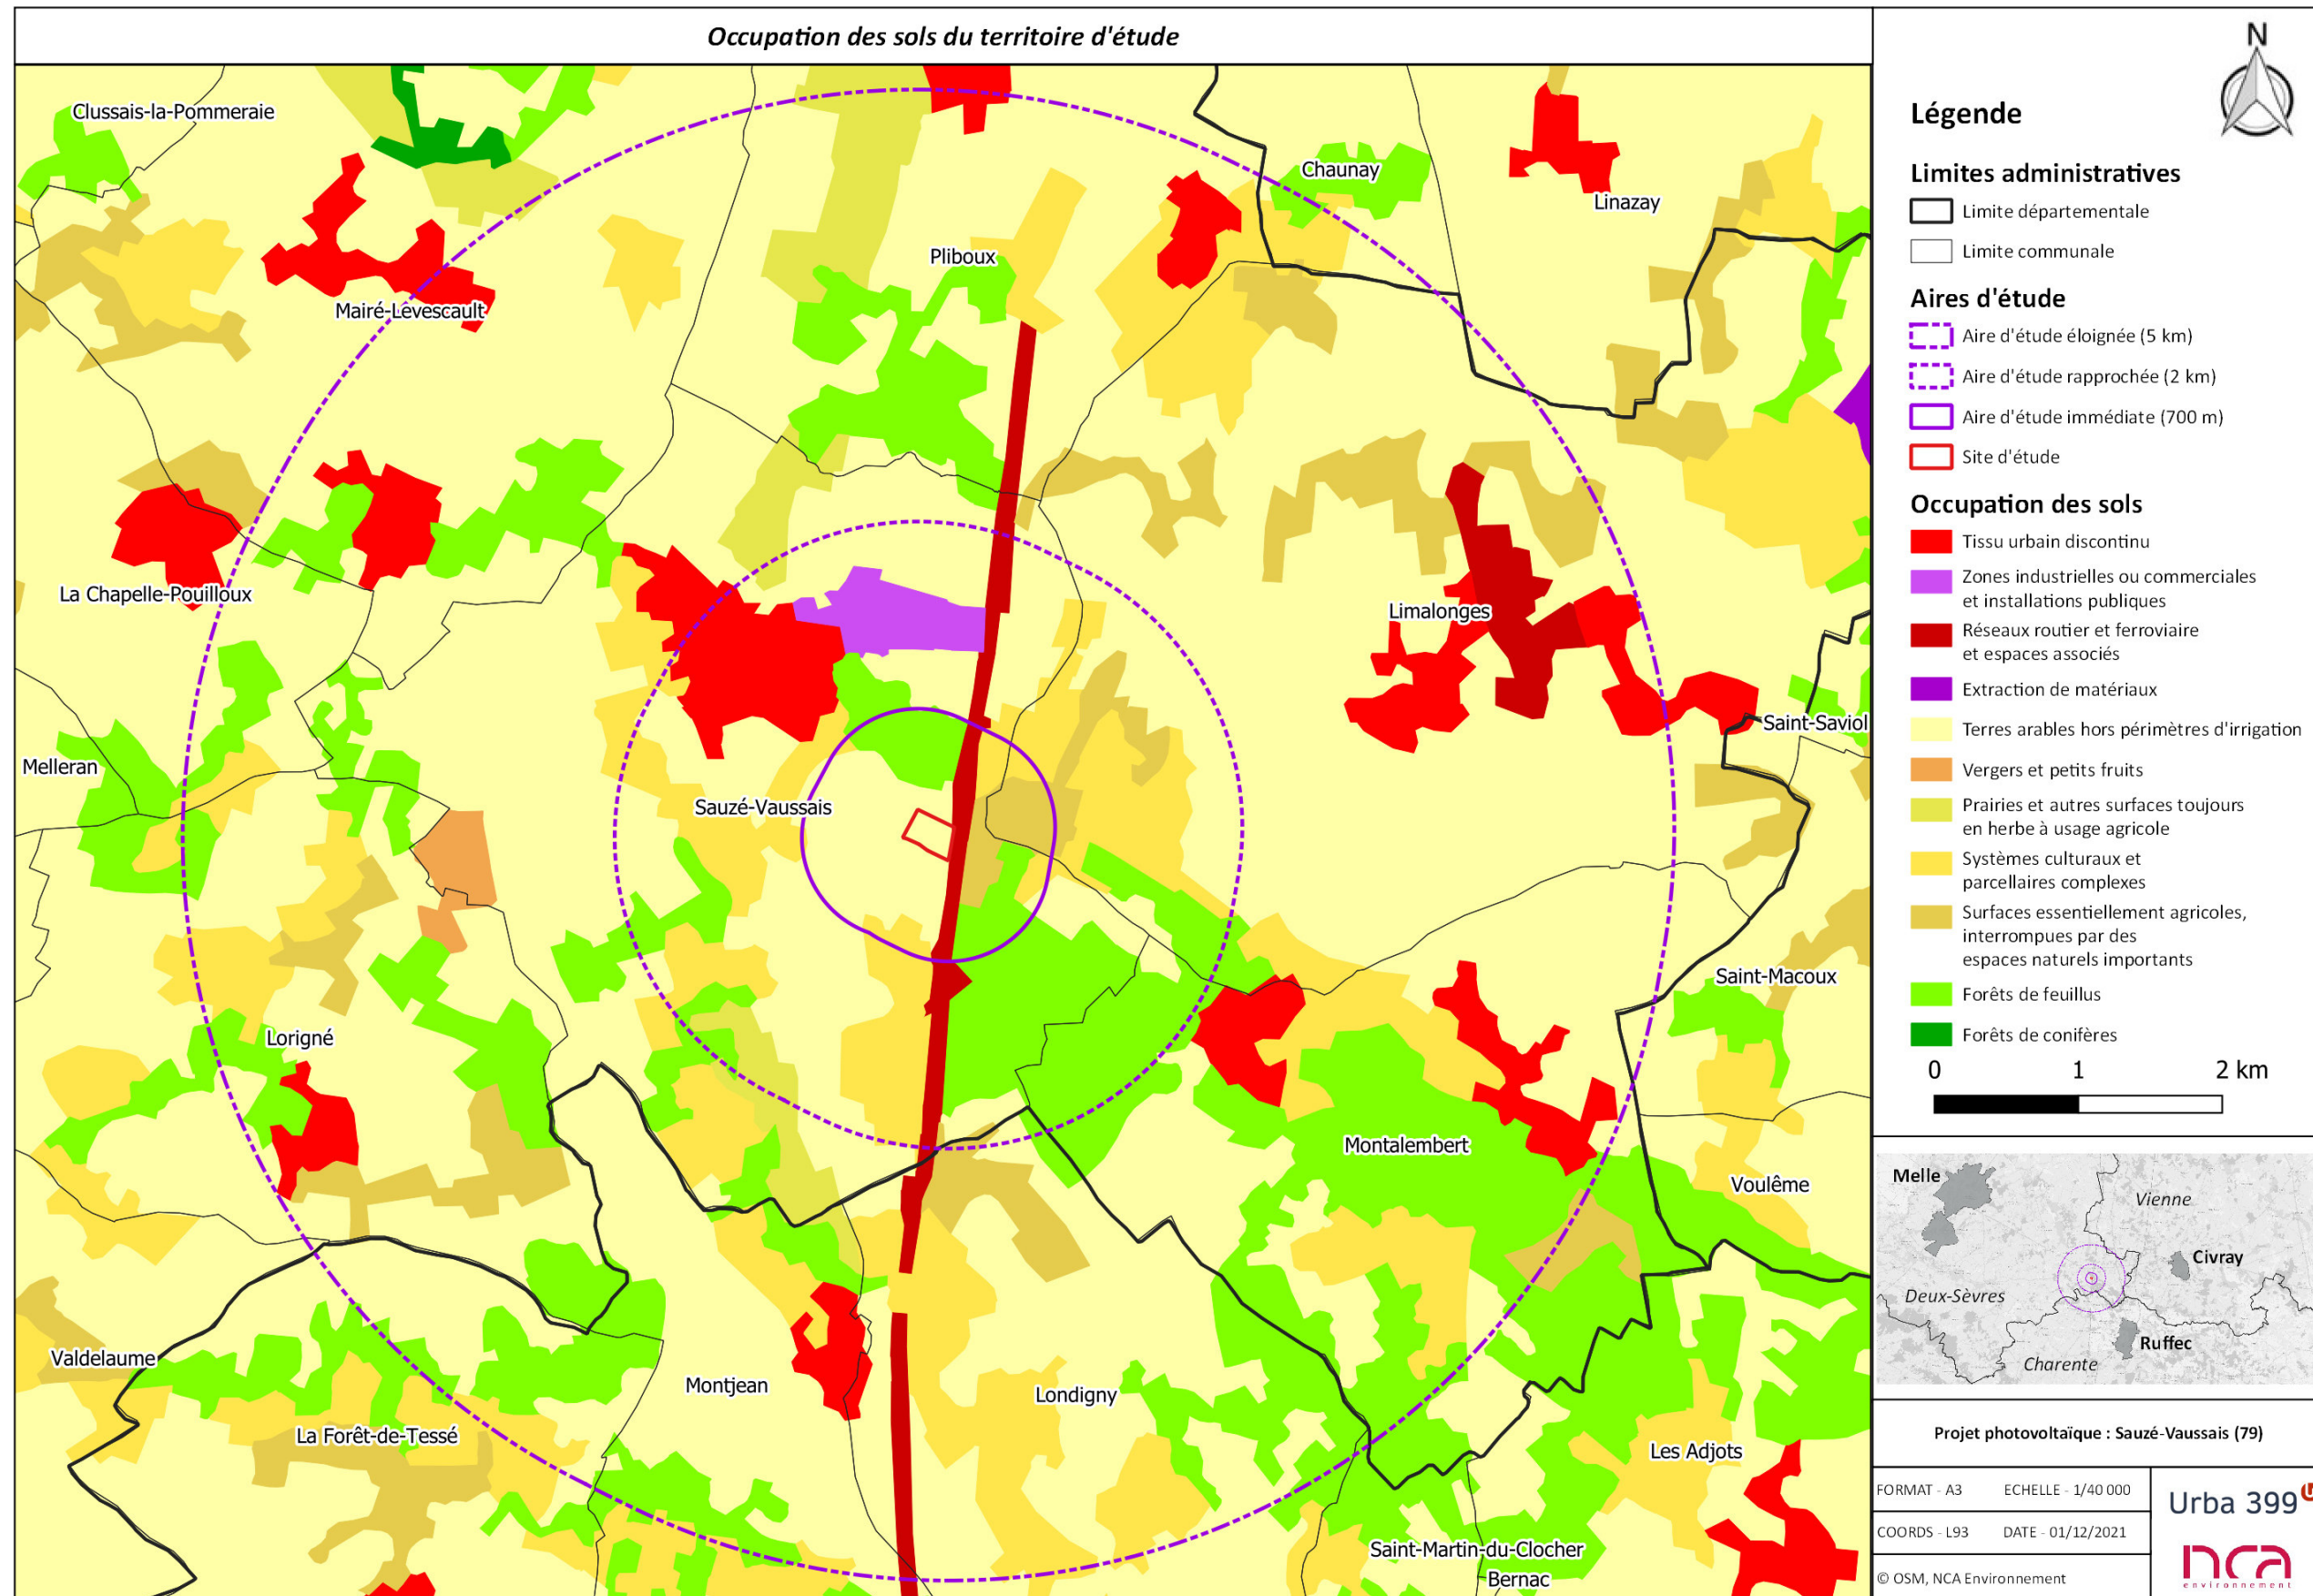 Occupation des sols du territoire d'étude
Clussais-la-Pommeraie
Chaunay
Linazay
Pliboux
Mairé-Levescault
La Chapelle-Pouilloux
Limalonges
Saint-Saviol
Melleran
Sauzé-Vaussais
Saint-Macoux
Lorigné
Montalembert
Voulême
Valdelaume
Montjean
Londigny
La Forêt-de-Tessé
Les Adjots
Saint-Martin-du-Clocher
Bernac
N
Légende
Limites administratives
Limite départementale
Limite communale
Aires d'étude
Aire d'étude éloignée (5 km)
Aire d'étude rapprochée (2 km)
Aire d'étude immédiate (700 m)
Site d'étude
Occupation des sols
Tissu urbain discontinu
Zones industrielles ou commerciales
et installations publiques
Réseaux routier et ferroviaire
et espaces associés
Extraction de matériaux
Terres arables hors périmètres d'irrigation
Vergers et petits fruits
Prairies et autres surfaces toujours
en herbe à usage agricole
Systèmes culturaux et
parcellaires complexes
Surfaces essentiellement agricoles,
interrompues par des
espaces naturels importants
Forêts de feuillus
Forêts de conifères
0 1 2 km
Melle
Vienne
Civray
Deux-Sèvres
Ruffec
Charente
Projet photovoltaïque : Sauzé-Vaussais (79)
FORMAT - A3 ECHELLE - 1/40 000
COORDS - L93 DATE - 01/12/2021
© OSM, NCA Environnement
Urba 399
nca
environnement